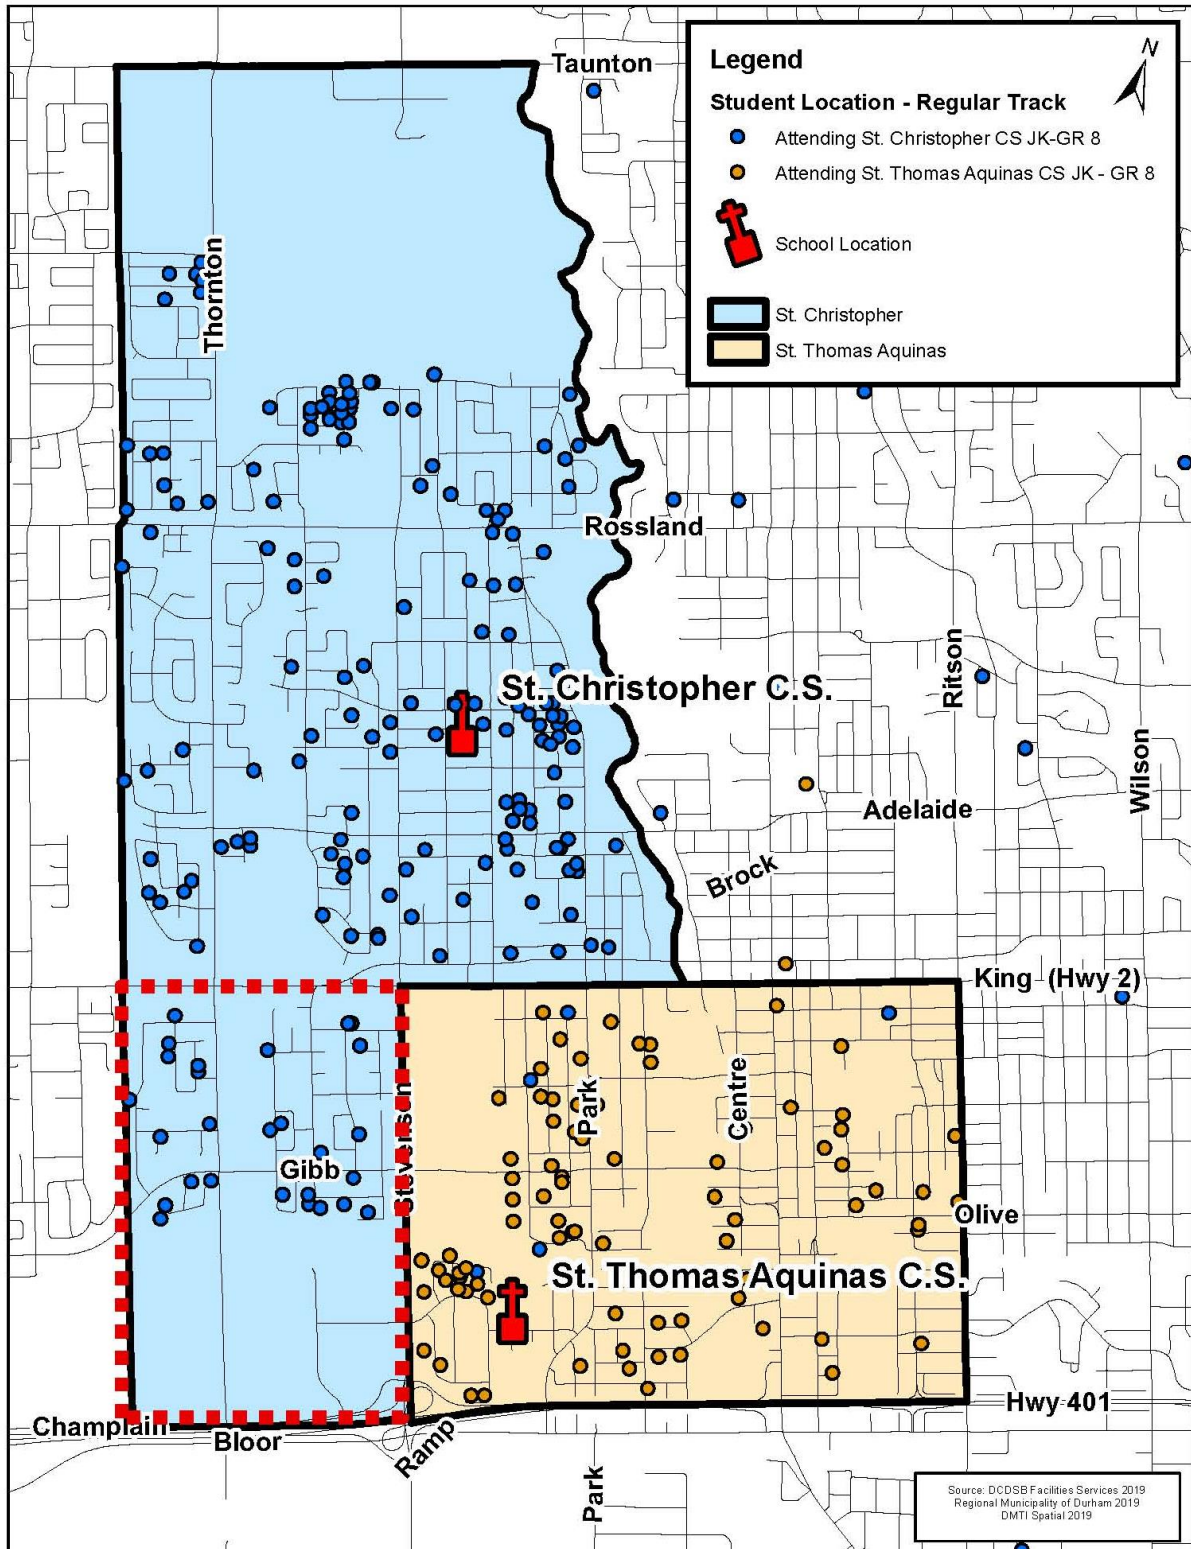 Taunton
Legend
N
Student Location - Regular Track
Attending St. Christopher CS JK-GR 8
Attending St. Thomas Aquinas CS JK - GR 8
School Location
St. Christopher
St. Thomas Aquinas
Thornton
Rossland
St. Christopher C.S.
Ritson
Wilson
Adelaide
Brock
King (Hwy 2)
Stevenson
Park
Centre
Gibb
Olive
St. Thomas Aquinas C.S.
Hwy 401
Champlain
Bloor
Ramp
Park
Source: DCDSB Facilities Services 2019
Regional Municipality of Durham 2019
DMTI Spatial 2019